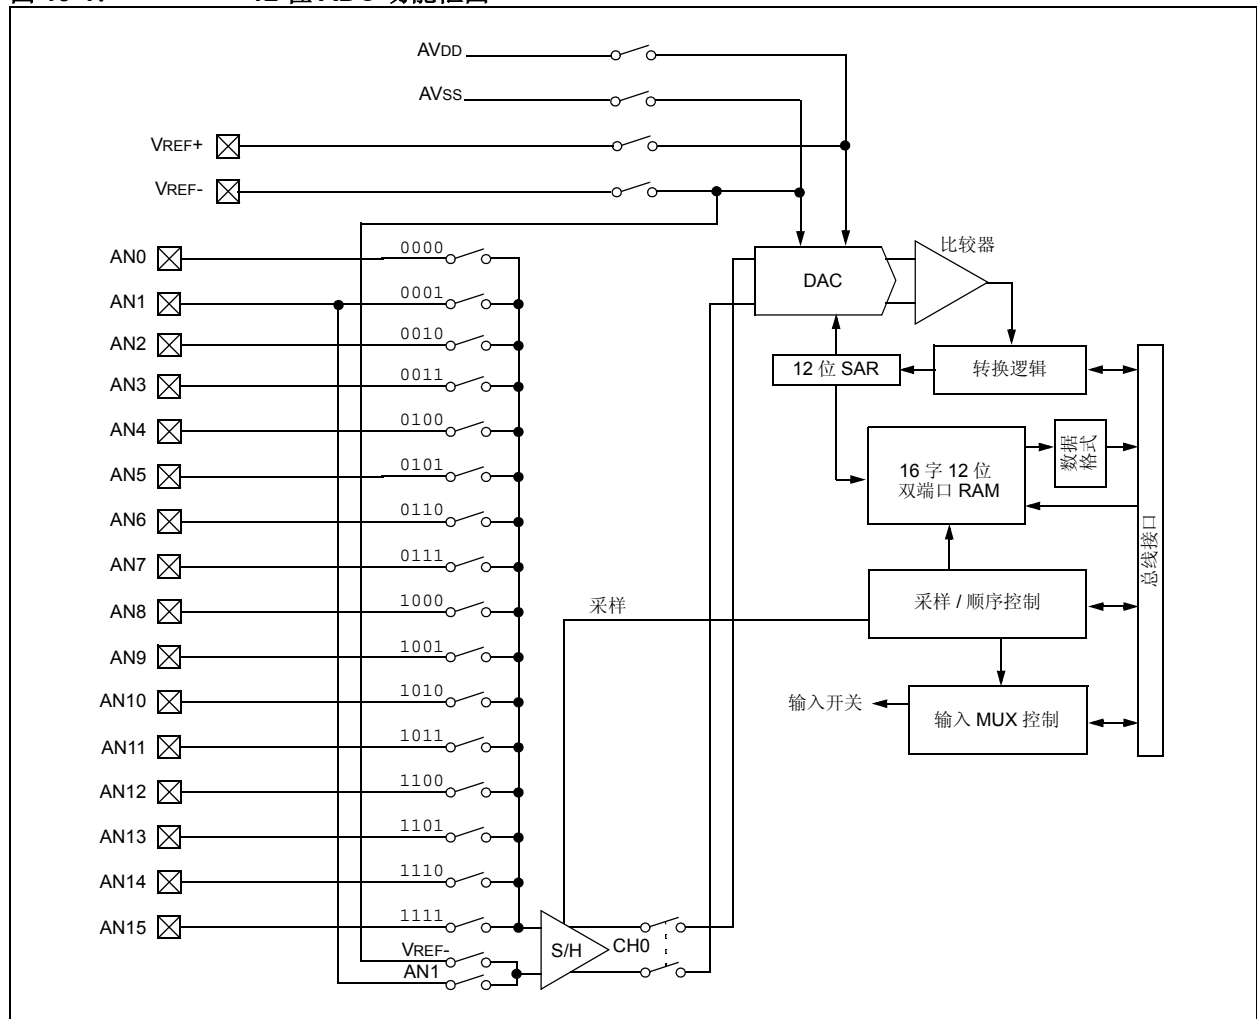 AVDD
AVSS
VREF+
VREF-
AN0
0000
AN1
0001
AN2
0010
AN3
0011
AN4
0100
AN5
0101
AN6
0110
AN7
0111
AN8
1000
AN9
1001
AN10
1010
AN11
1011
AN12
1100
AN13
1101
AN14
1110
AN15
1111
VREF-
AN1
S/H
CH0
采样
DAC
比较器
12 位 SAR
转换逻辑
16 字 12 位
双端口 RAM
数据
格式
采样 / 顺序控制
输入开关
输入 MUX 控制
总线接口